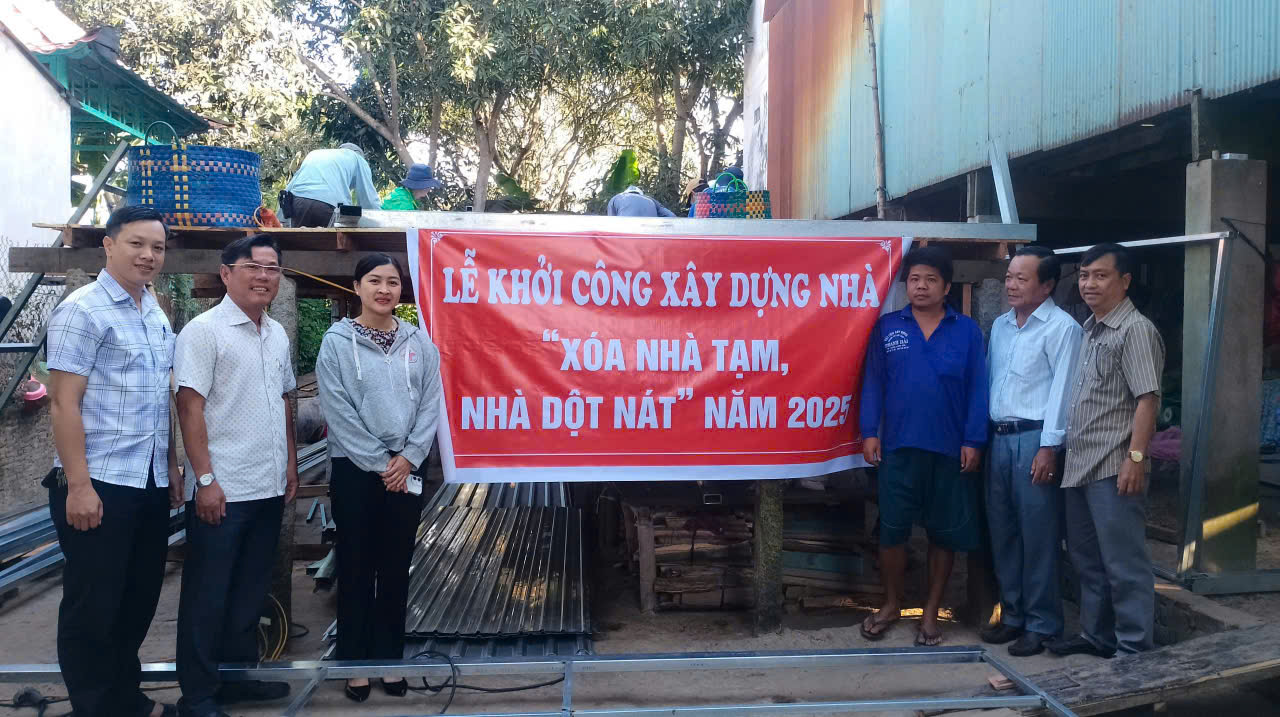 LỄ KHỞI CÔNG XÂY DỰNG NHÀ
“XÓA NHÀ TẠM,
NHÀ DỘT NÁT” NĂM 2025